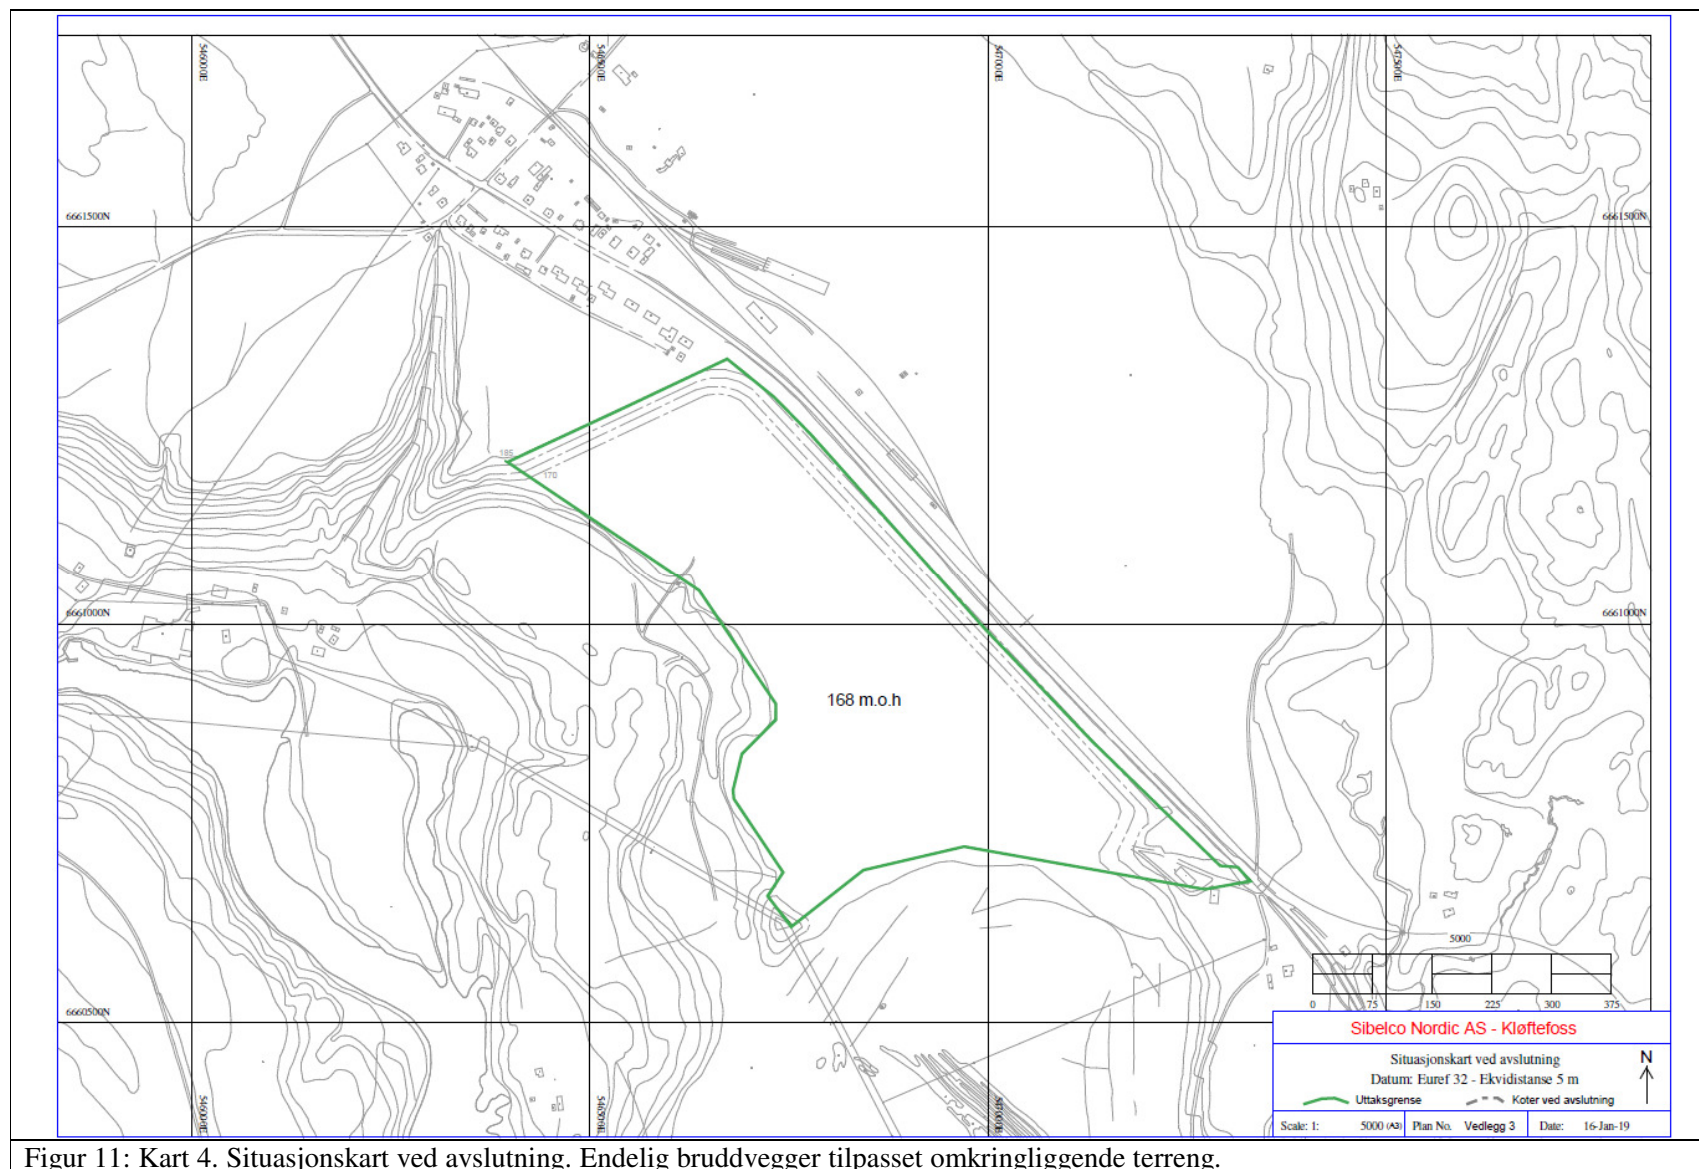 546000E
546500E
547000E
547500E
6661500N
6661500N
185
170
6661000N
6661000N
168 m.o.h
5000
0 75 150 225 300 375
6660500N
Sibelco Nordic AS - Kløftefoss
Situasjonskart ved avslutning
N
Datum: Euref 32 - Ekvidistanse 5 m
Uttaksgrense
Koter ved avslutning
Scale: 1: 5000 (A3) Plan No. Vedlegg 3 Date: 16-Jan-19
546000E
546500E
547000E
Figur 11: Kart 4. Situasjonskart ved avslutning. Endelig bruddvegger tilpasset omkringliggende terreng.